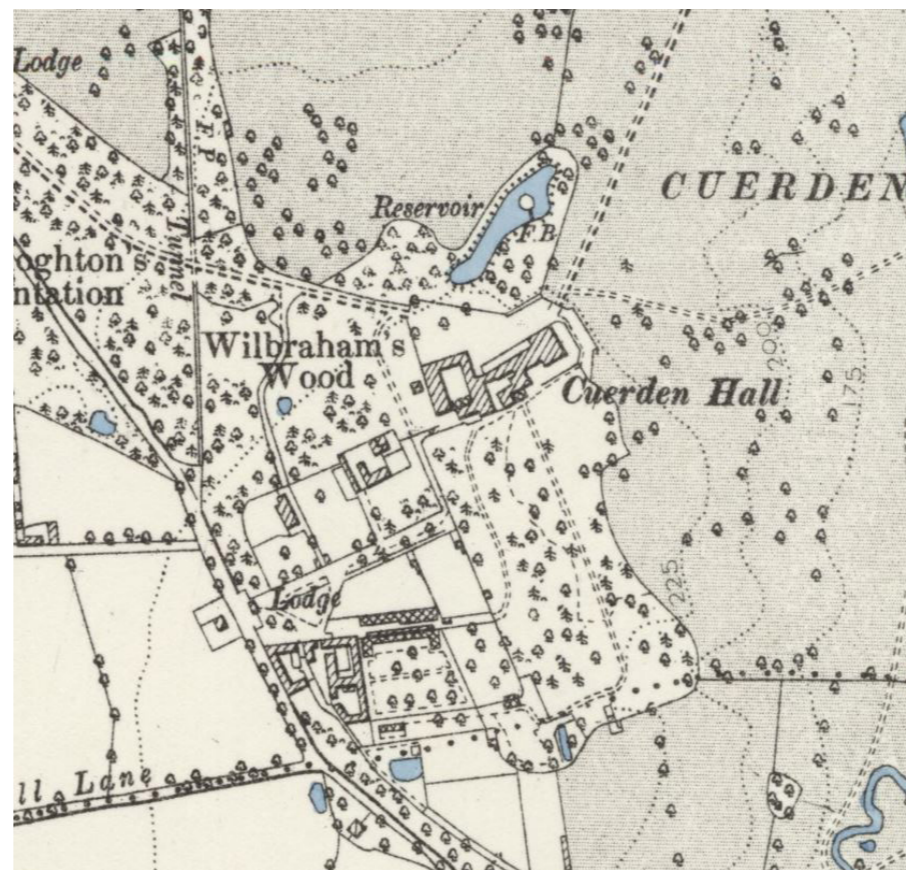 Lodge
F.P.
Tunnel
Reservoir
F.B.
CUERDEN
oghton's
ntation
Wilbraham's
Wood
Cuerden Hall
200
175
225
Lodge
ll Lane